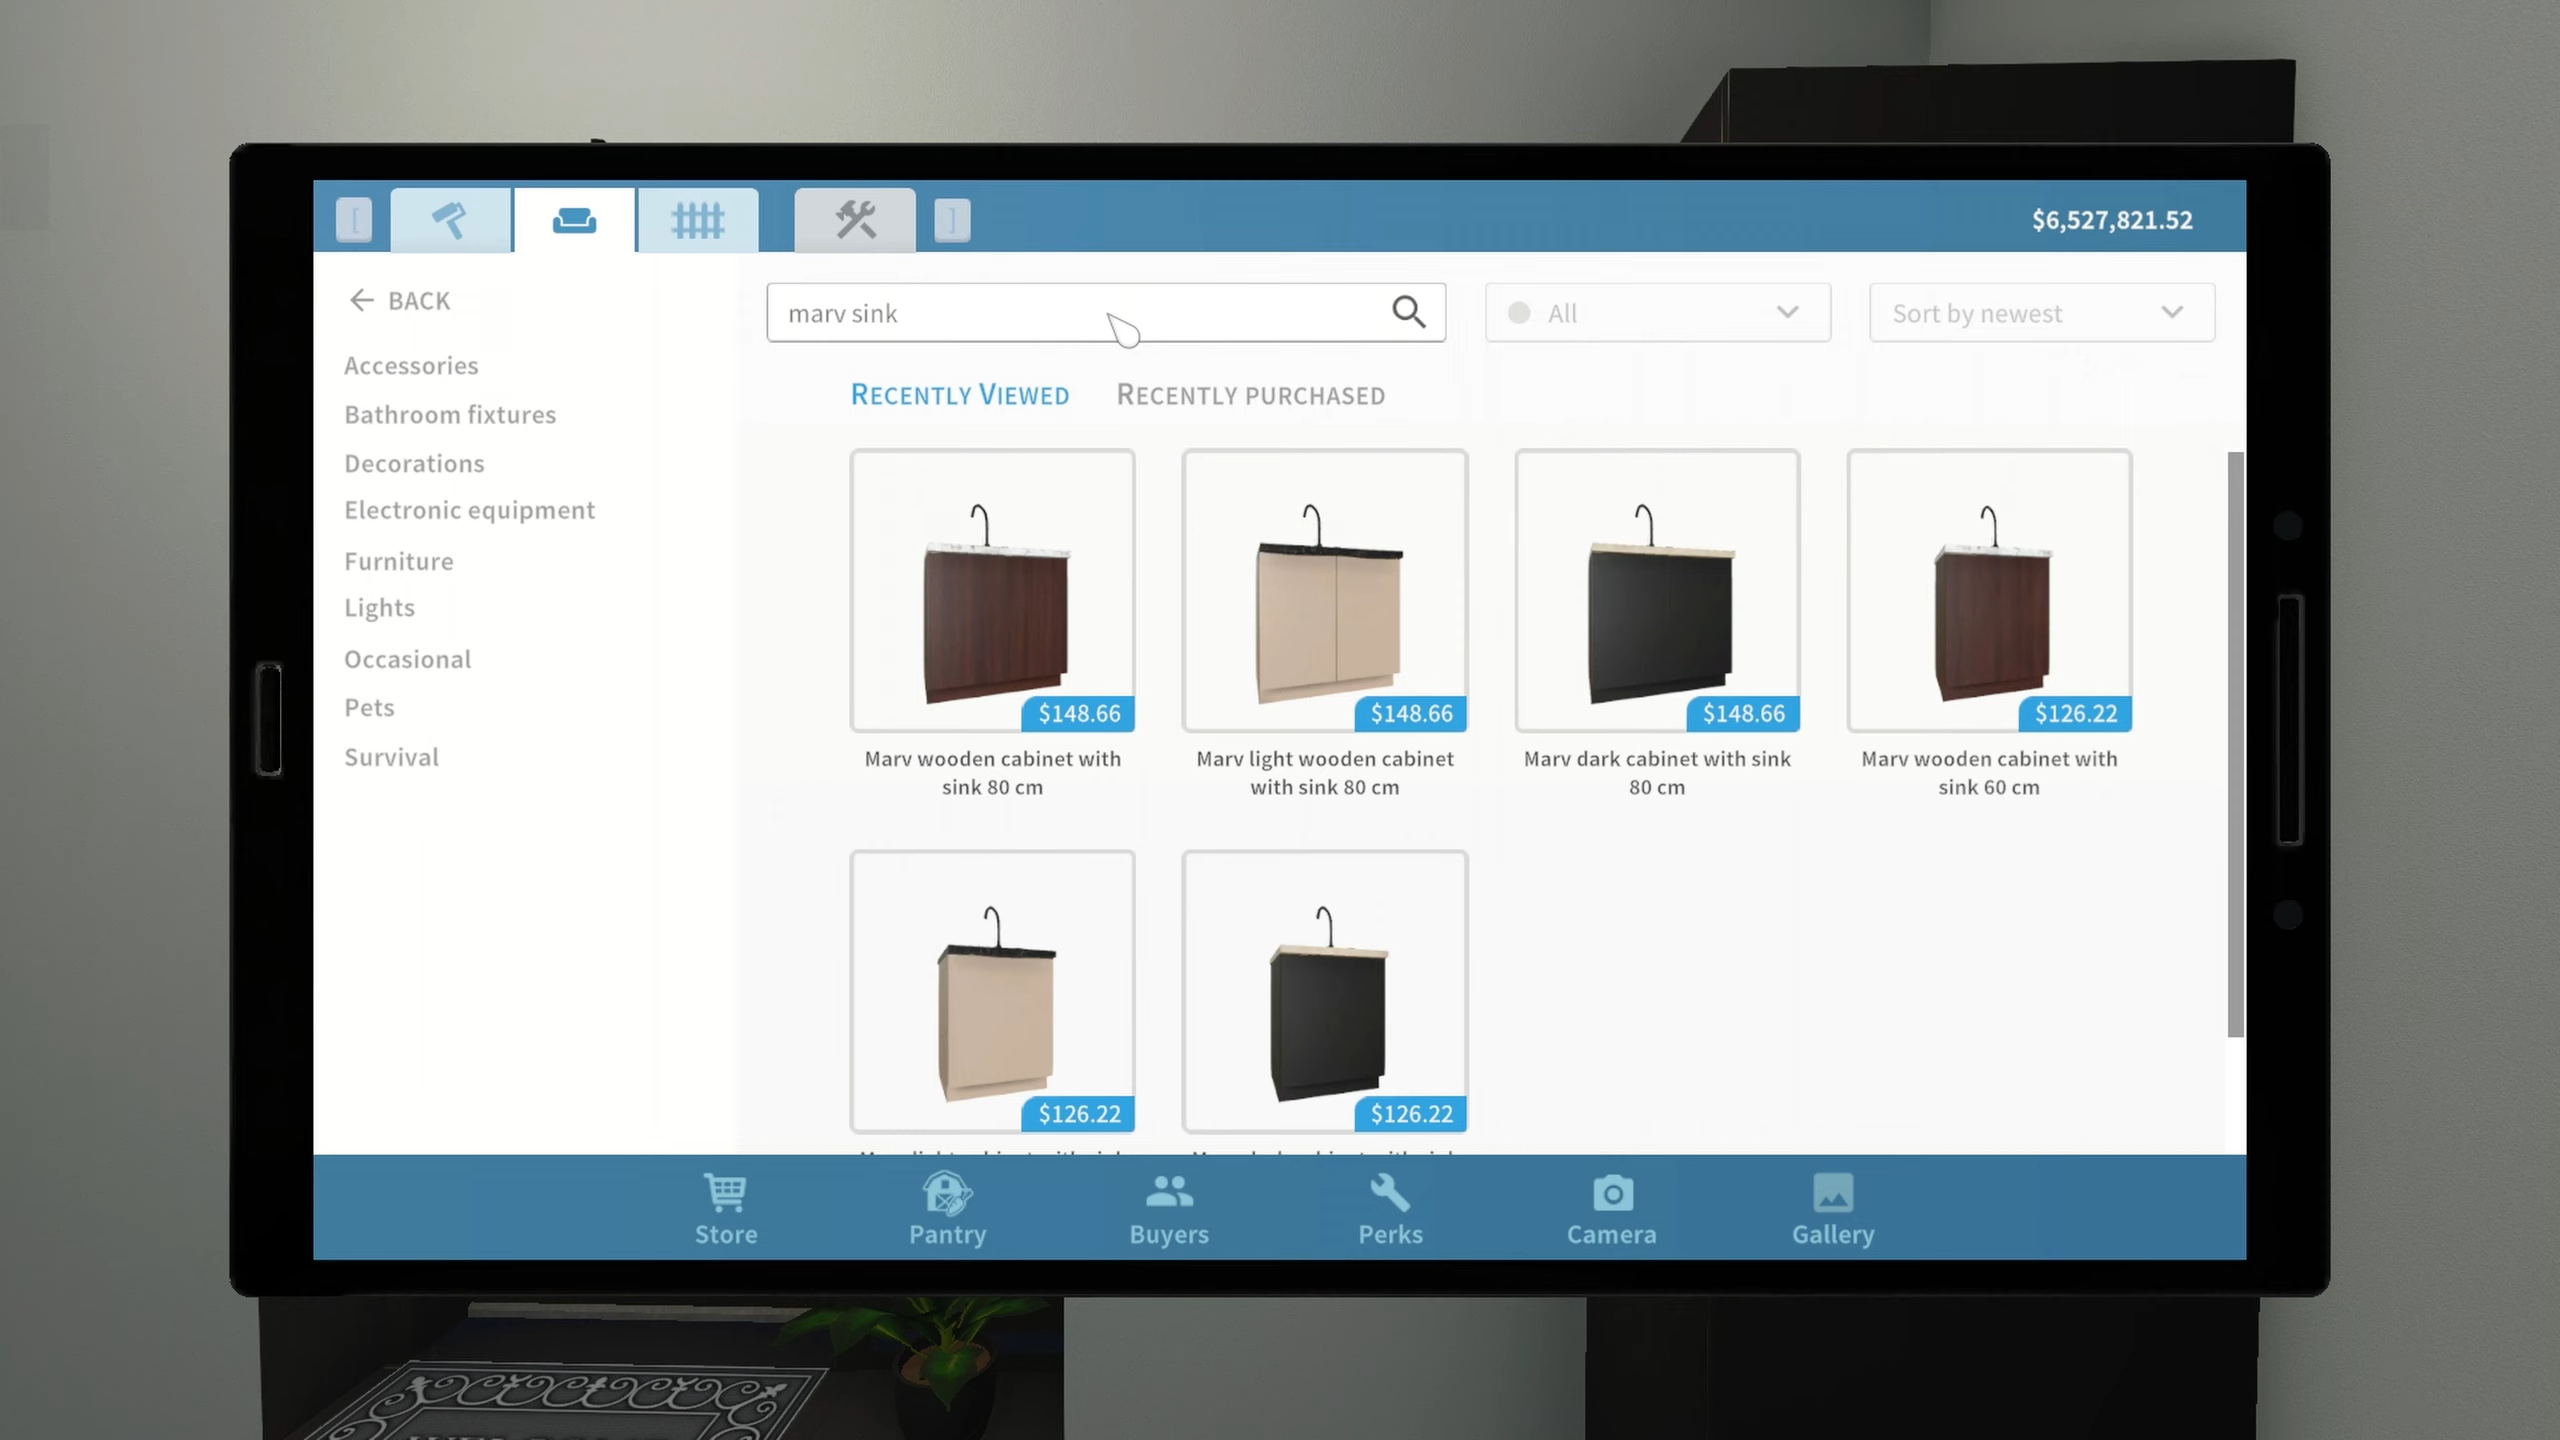 [
]
$6,527,821.52
BACK
marv sink
All
Sort by newest
Accessories
Bathroom fixtures
Decorations
Electronic equipment
Furniture
Lights
Occasional
Pets
Survival
RECENTLY VIEWED
RECENTLY PURCHASED
$148.66
$148.66
$148.66
$126.22
Marv wooden cabinet with
sink 80 cm
Marv light wooden cabinet
with sink 80 cm
Marv dark cabinet with sink
80 cm
Marv wooden cabinet with
sink 60 cm
$126.22
$126.22
Store
Pantry
Buyers
Perks
Camera
Gallery